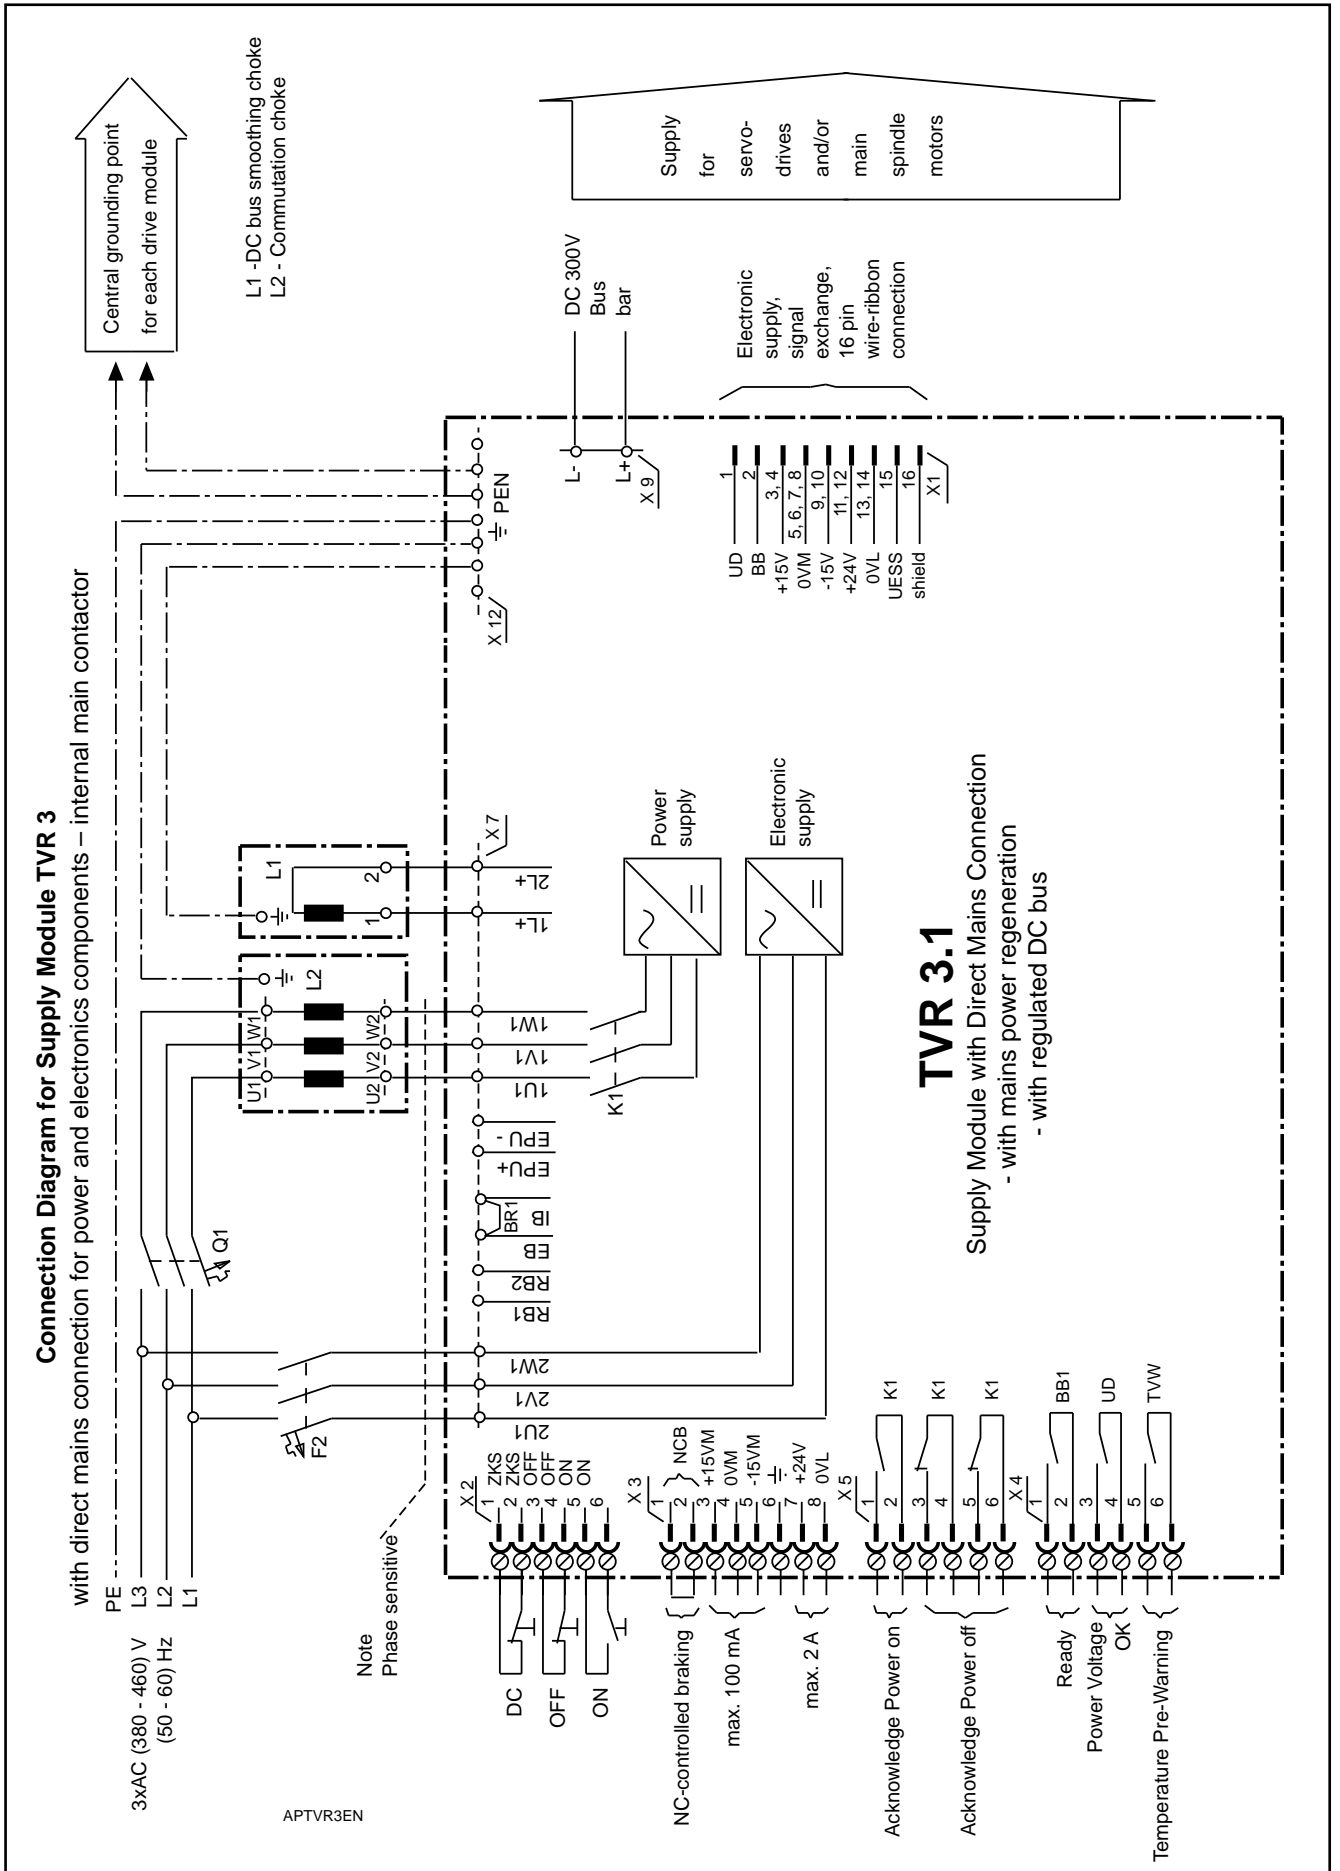 Connection Diagram for Supply Module TVR 3
with direct mains connection for power and electronics components – internal main contactor
PE
L3
L2
L1
3xAC (380 - 460) V
(50 - 60) Hz
Q1
F2
Note
Phase sensitive
Central grounding point
for each drive module
L1 -DC bus smoothing choke
L2 - Commutation choke
L1
1
2
L2
U1
V1
W1
U2
V2
W2
X 7
2U1
2V1
2W1
RB1
RB2
EB
IB
BR1
EPU+
EPU -
1U1
1V1
1W1
1L+
2L+
K1
Power
supply
Electronic
supply
X 12
PEN
L-
L+
X 9
DC 300V
Bus
bar
Supply
for
servo-
drives
and/or
main
spindle
motors
UD 1
BB 2
+15V 3, 4
0VM 5, 6, 7, 8
-15V 9, 10
+24V 11, 12
0VL 13, 14
UESS 15
shield 16
X1
Electronic
supply,
signal
exchange,
16 pin
wire-ribbon
connection
TVR 3.1
Supply Module with Direct Mains Connection
- with mains power regeneration
- with regulated DC bus
X 2
1 ZKS
2 ZKS
3 OFF
4 OFF
5 ON
6 ON
DC
OFF
ON
X 3
1
2
NCB
3 +15VM
4 0VM
5 -15VM
6
7 +24V
8 0VL
NC-controlled braking
max. 100 mA
max. 2 A
X 5
1
2
K1
3
4
K1
5
6
K1
Acknowledge Power on
Acknowledge Power off
X 4
1
2
BB1
3
4
UD
5
6
TVW
Ready
Power Voltage
OK
Temperature Pre-Warning
APTVR3EN